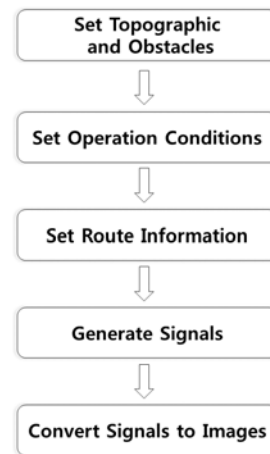 Set Topographic
and Obstacles
Set Operation Conditions
Set Route Information
Generate Signals
Convert Signals to Images